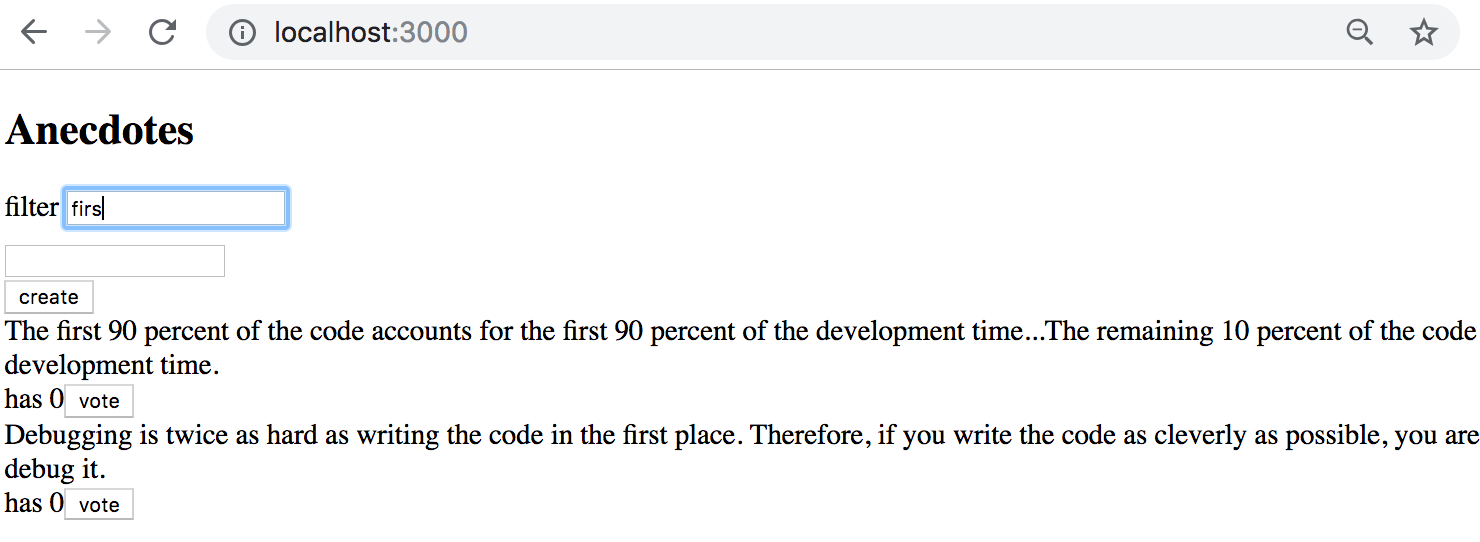 localhost:3000
Anecdotes
filter firs
create
The first 90 percent of the code accounts for the first 90 percent of the development time...The remaining 10 percent of the code
development time.
has 0 vote
Debugging is twice as hard as writing the code in the first place. Therefore, if you write the code as cleverly as possible, you are
debug it.
has 0 vote